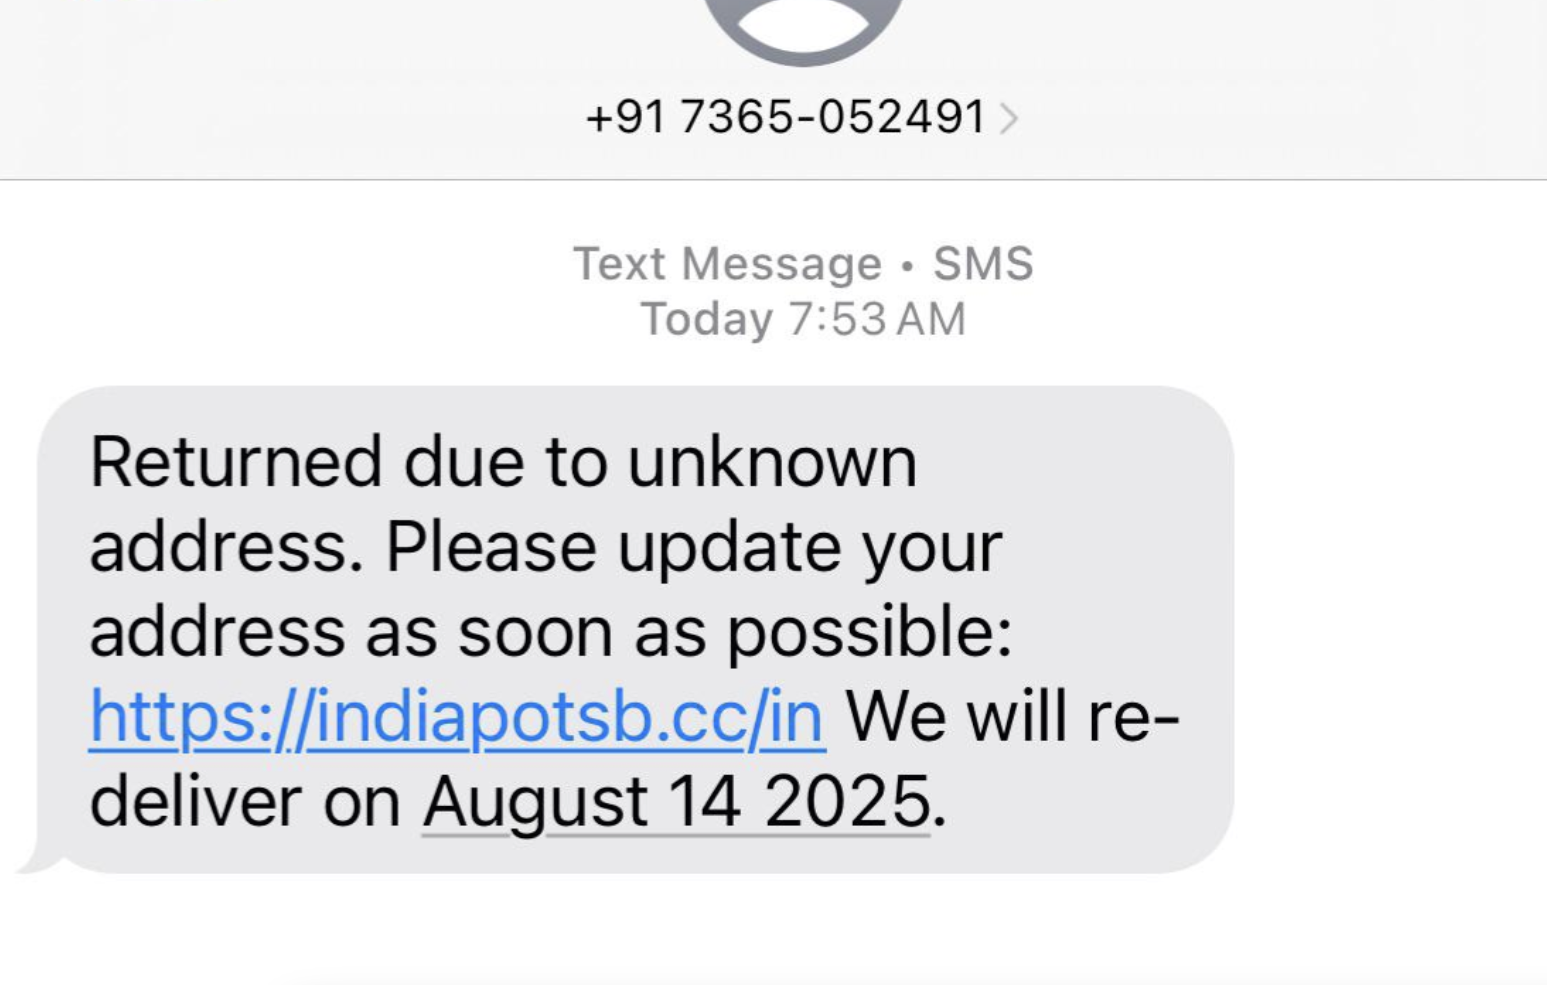 +91 7365-052491
Text Message • SMS
Today 7:53 AM
Returned due to unknown
address. Please update your
address as soon as possible:
https://indiapotsb.cc/in We will re-
deliver on August 14 2025.